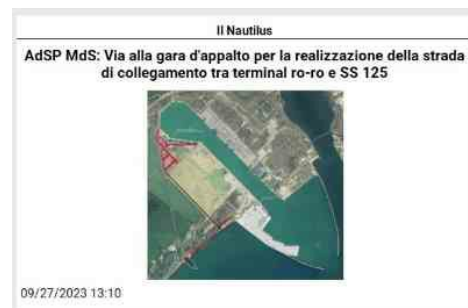 Il Nautilus
AdSP MdS: Via alla gara d'appalto per la realizzazione della strada
di collegamento tra terminal ro-ro e SS 125
09/27/2023 13:10